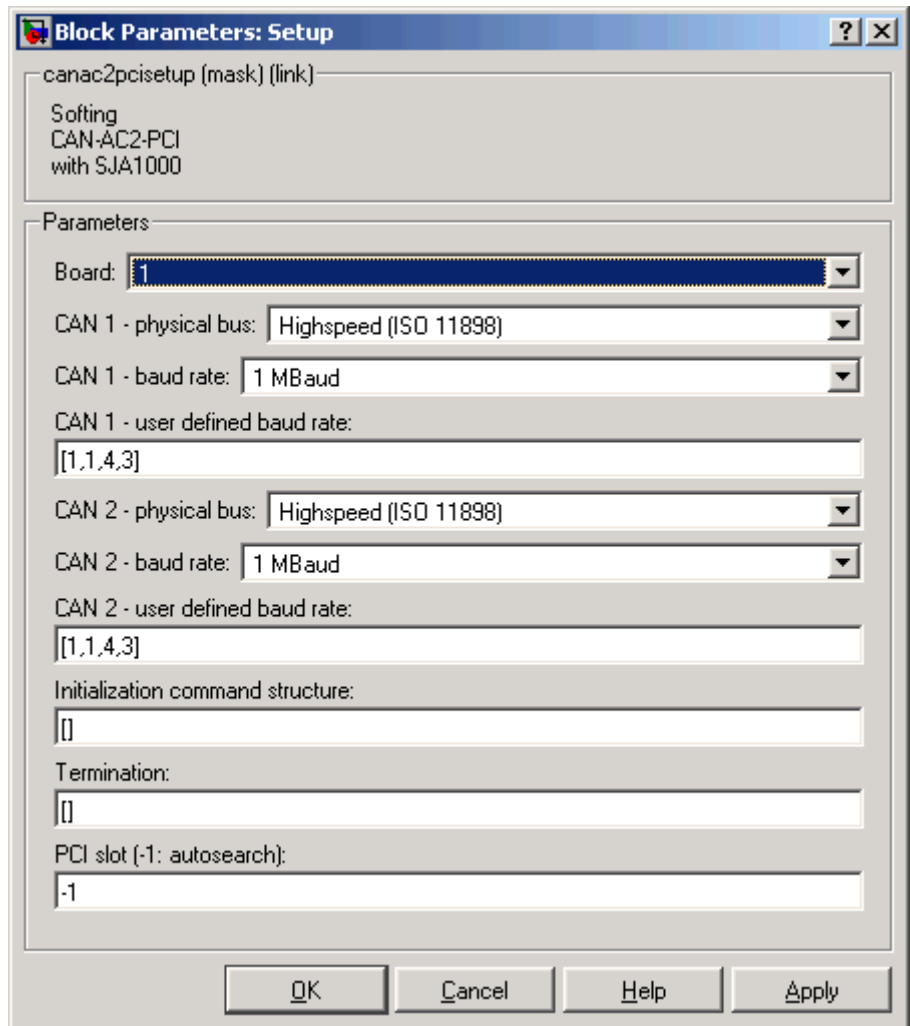 Block Parameters: Setup
?
canac2pcisetup (mask) (link)
Softing
CAN-AC2-PCI
with SJA1000
Parameters
Board: 1
CAN 1 - physical bus: Highspeed (ISO 11898)
CAN 1 - baud rate: 1 MBaud
CAN 1 - user defined baud rate:
[1,1,4,3]
CAN 2 - physical bus: Highspeed (ISO 11898)
CAN 2 - baud rate: 1 MBaud
CAN 2 - user defined baud rate:
[1,1,4,3]
Initialization command structure:
[]
Termination:
[]
PCI slot (-1: autosearch):
-1
OK Cancel Help Apply